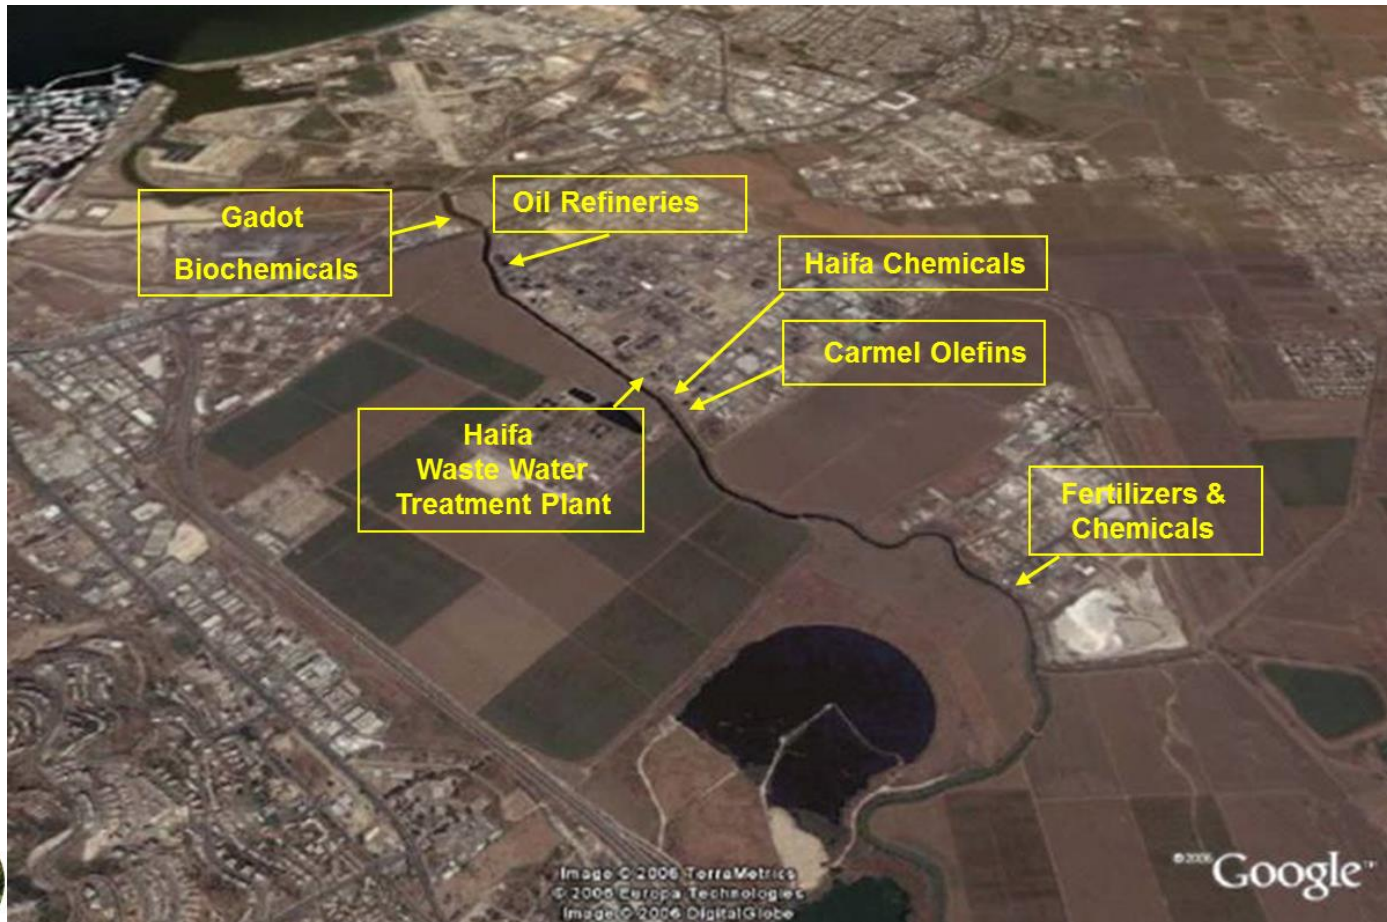 Gadot
Biochemicals
Oil Refineries
Haifa Chemicals
Carmel Olefins
Haifa
Waste Water
Treatment Plant
Fertilizers &
Chemicals
Image © 2006 TerraMetrics
© 2006 Europa Technologies
Image © 2006 DigitalGlobe
©2006 Google™